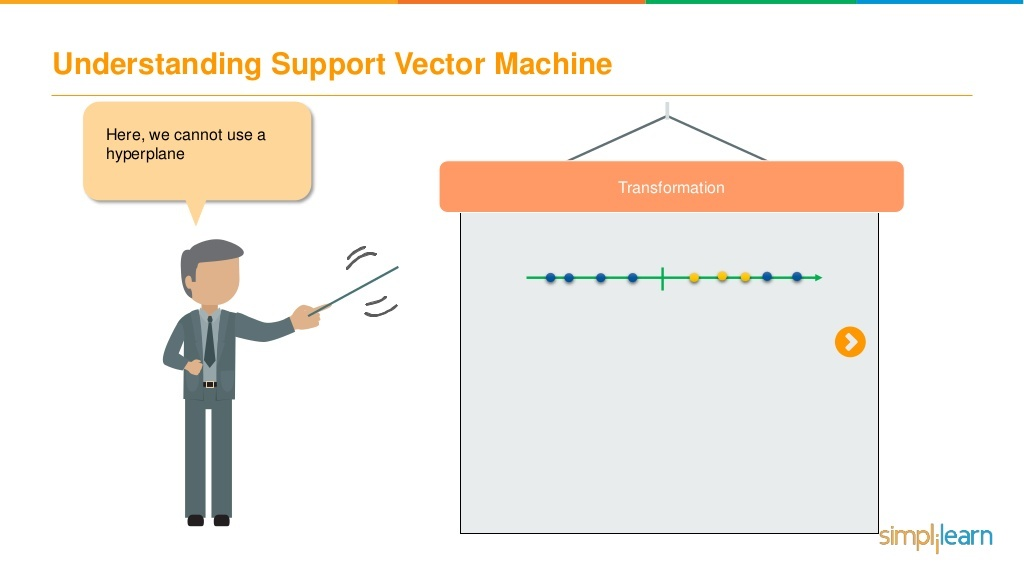 Understanding Support Vector Machine
Here, we cannot use a
hyperplane
Transformation
simplilearn